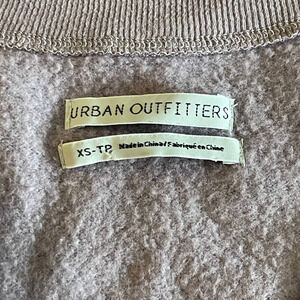 URBAN OUTFITTERS
XS-TP Made in China / Fabriqué en Chine